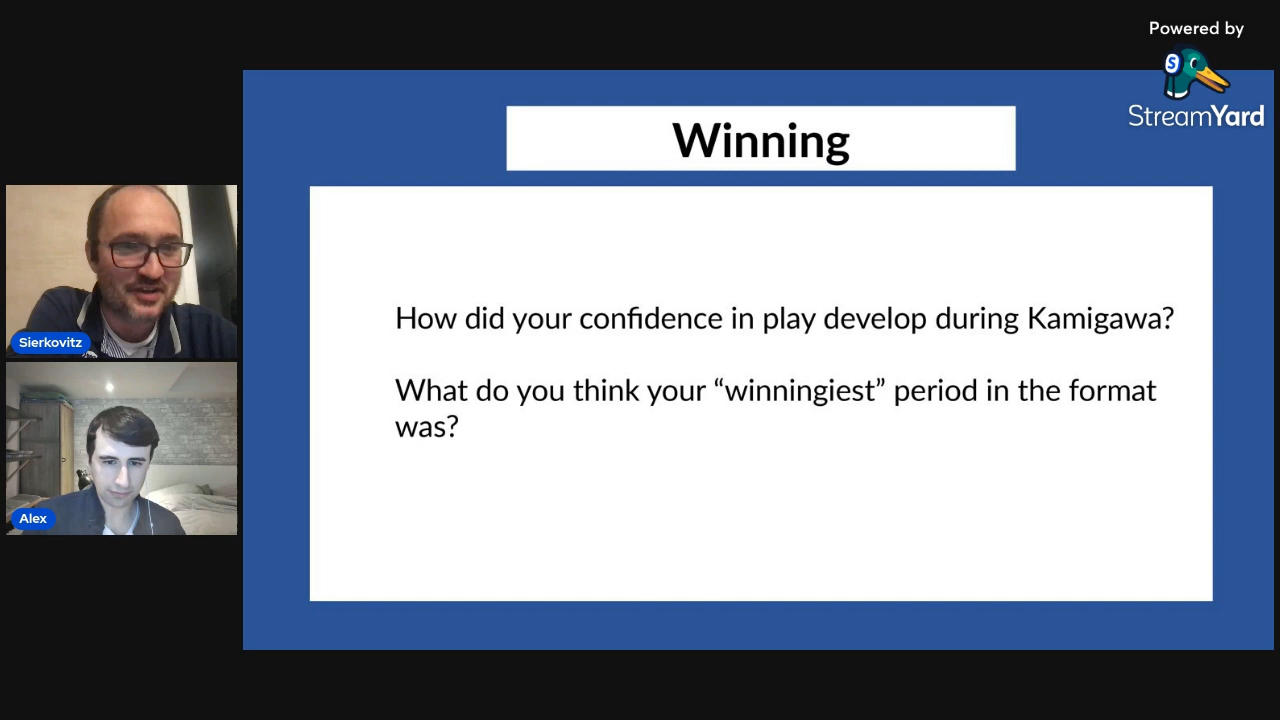 Powered by
StreamYard
Winning
How did your confidence in play develop during Kamigawa?
What do you think your “winningiest” period in the format
was?
Sierkovitz
Alex